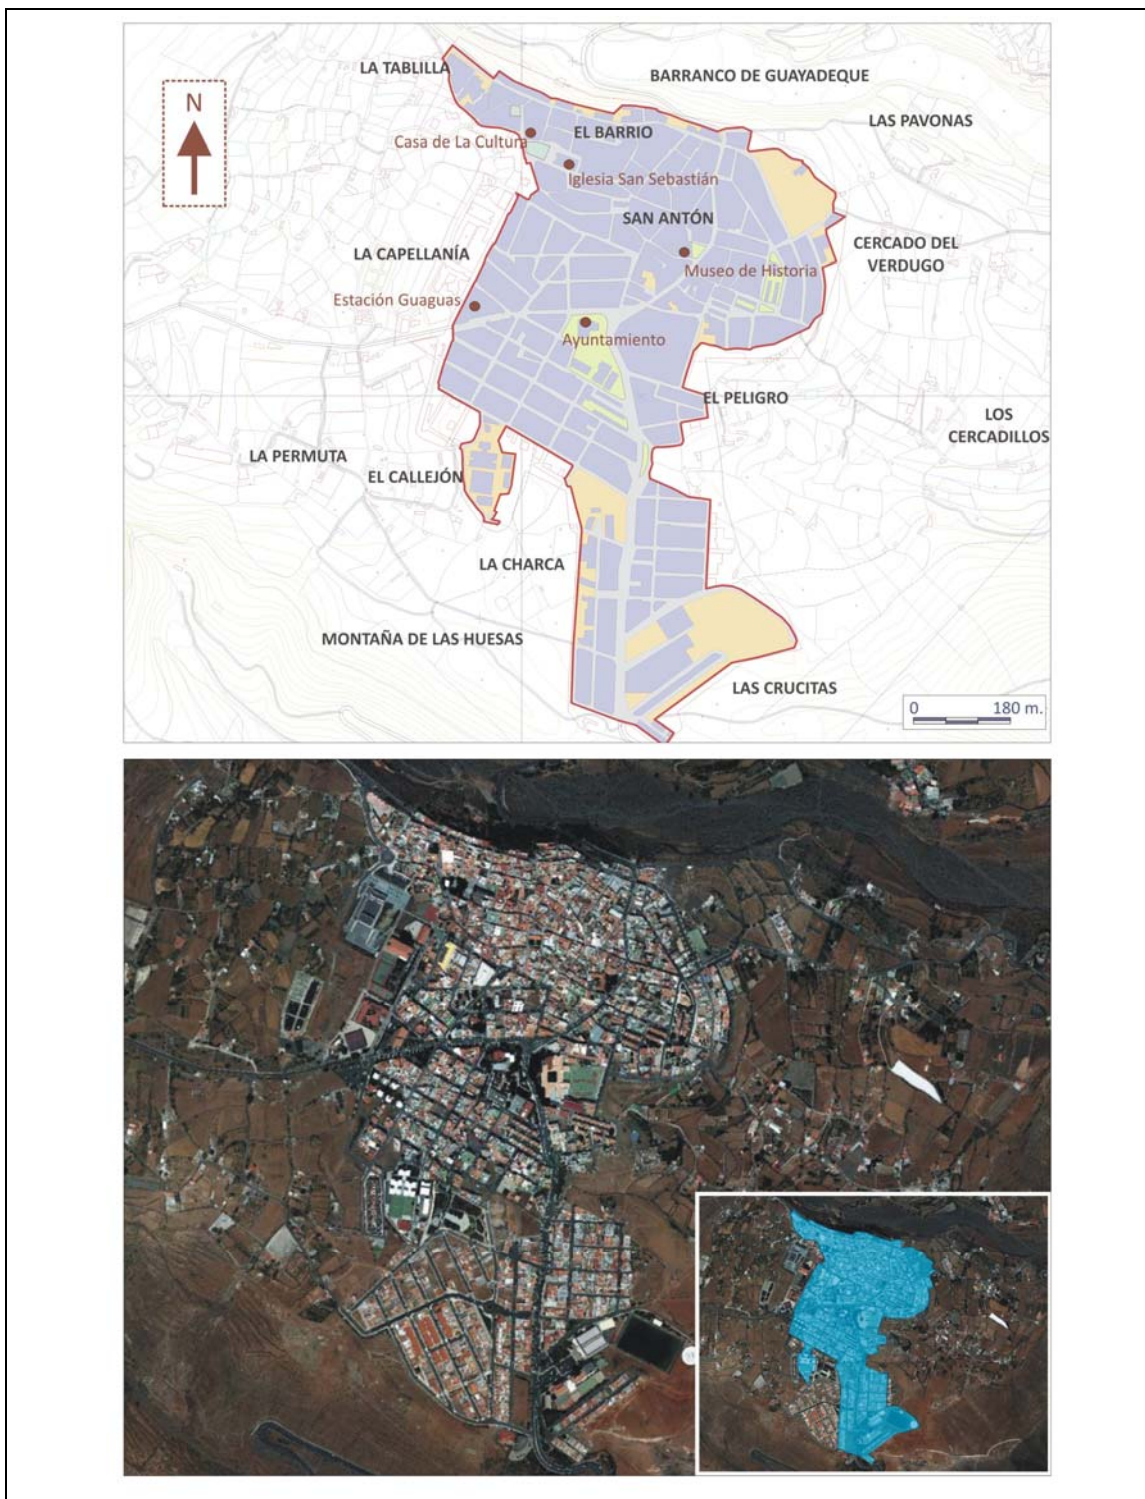 LA TABLILLA
BARRANCO DE GUAYADEQUE
N
LAS PAVONAS
EL BARRIO
Casa de La Cultura
Iglesia San Sebastián
SAN ANTÓN
CERCADO DEL
VERDUGO
LA CAPELLANÍA
Museo de Historia
Estación Guaguas
Ayuntamiento
EL PELIGRO
LOS
CERCADILLOS
LA PERMUTA
EL CALLEJÓN
LA CHARCA
MONTAÑA DE LAS HUESAS
LAS CRUCITAS
0 180 m.